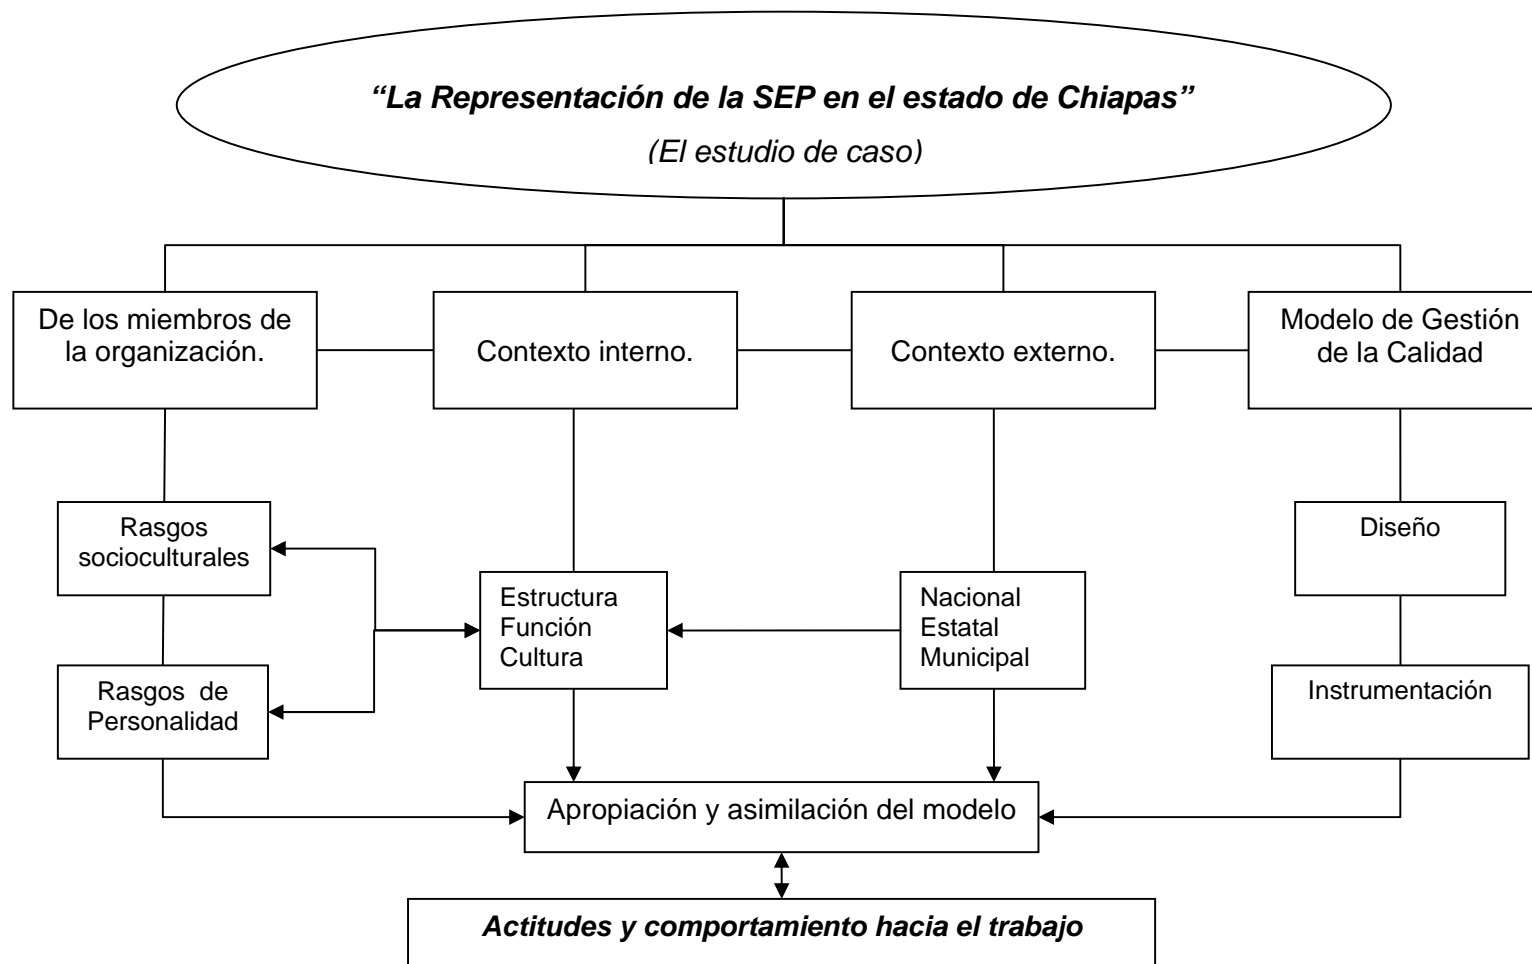 “La Representación de la SEP en el estado de Chiapas”
(El estudio de caso)
De los miembros de
la organización.
Contexto interno.
Contexto externo.
Modelo de Gestión
de la Calidad
Rasgos
socioculturales
Diseño
Estructura
Función
Cultura
Nacional
Estatal
Municipal
Rasgos de
Personalidad
Instrumentación
Apropiación y asimilación del modelo
Actitudes y comportamiento hacia el trabajo